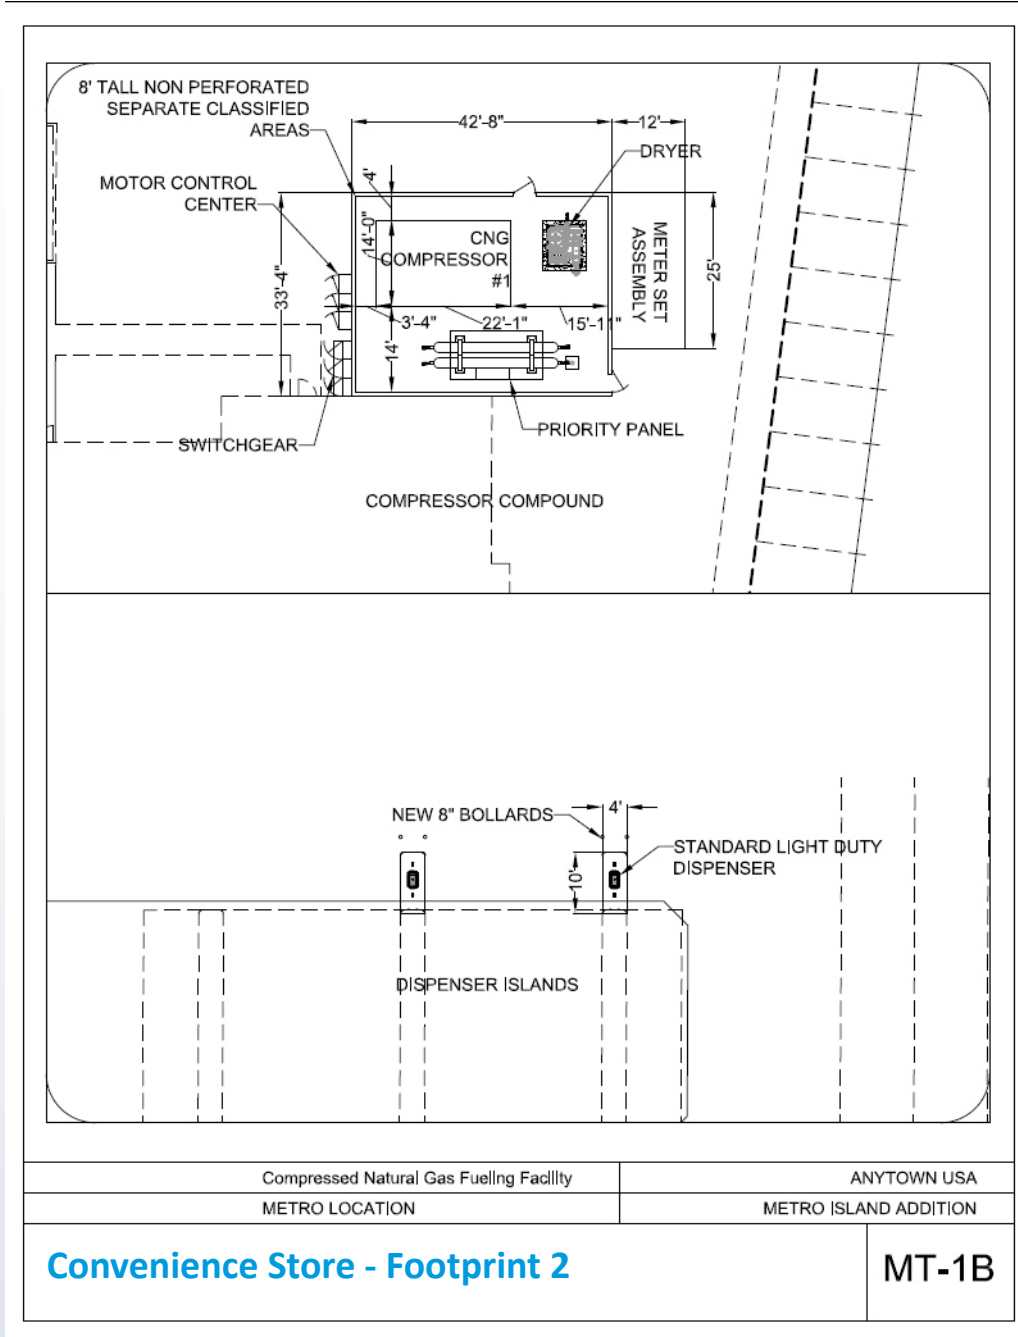 8' TALL NON PERFORATED
SEPARATE CLASSIFIED
AREAS
42'-8"
12'
DRYER
MOTOR CONTROL
CENTER
4'
14'-0"
CNG
COMPRESSOR
#1
METER SET
ASSEMBLY
25'
33'-4"
3'-4"
22'-1"
15'-11"
14'
SWITCHGEAR
PRIORITY PANEL
COMPRESSOR COMPOUND
NEW 8" BOLLARDS
4'
STANDARD LIGHT DUTY
DISPENSER
10'
DISPENSER ISLANDS
Compressed Natural Gas Fueling Facility
ANYTOWN USA
METRO LOCATION
METRO ISLAND ADDITION
Convenience Store - Footprint 2
MT-1B